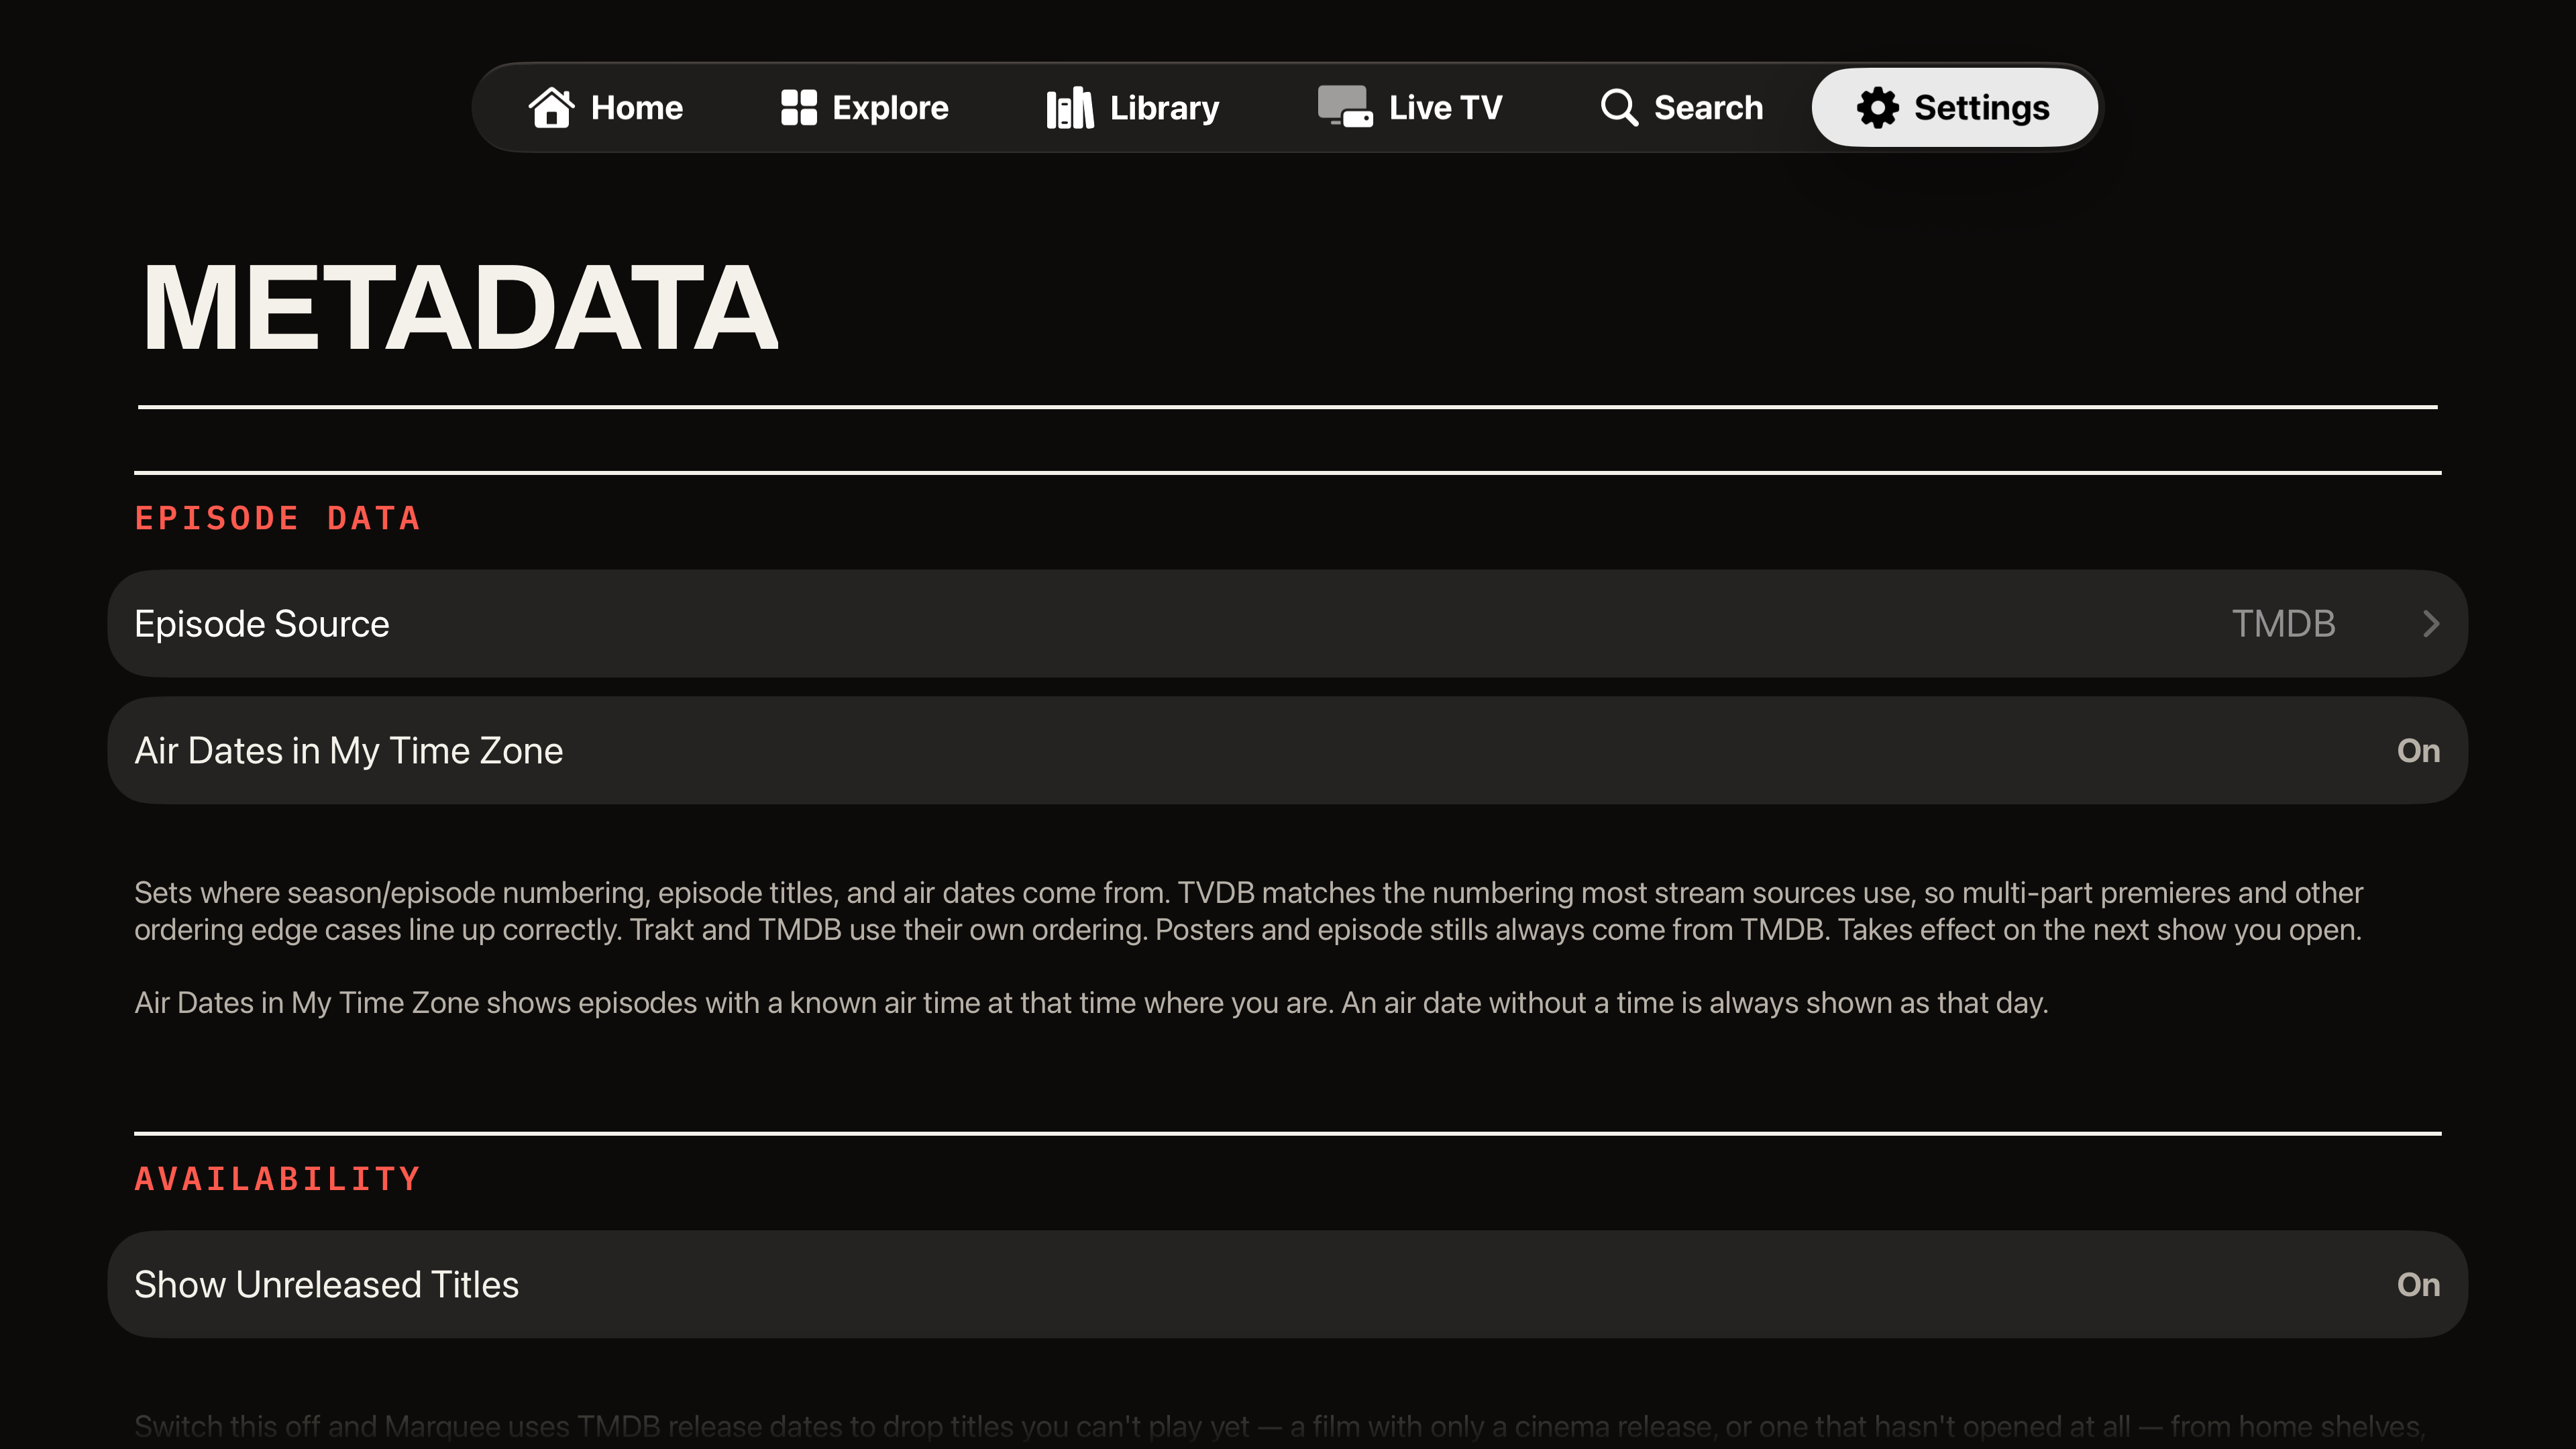 Home
Explore
Library
Live TV
Search
Settings
METADATA
EPISODE DATA
Episode Source
TMDB
Air Dates in My Time Zone
On
Sets where season/episode numbering, episode titles, and air dates come from. TVDB matches the numbering most stream sources use, so multi-part premieres and other
ordering edge cases line up correctly. Trakt and TMDB use their own ordering. Posters and episode stills always come from TMDB. Takes effect on the next show you open.
Air Dates in My Time Zone shows episodes with a known air time at that time where you are. An air date without a time is always shown as that day.
AVAILABILITY
Show Unreleased Titles
On
Switch this off and Marquee uses TMDB release dates to drop titles you can't play yet — a film with only a cinema release, or one that hasn't opened at all — from home shelves,